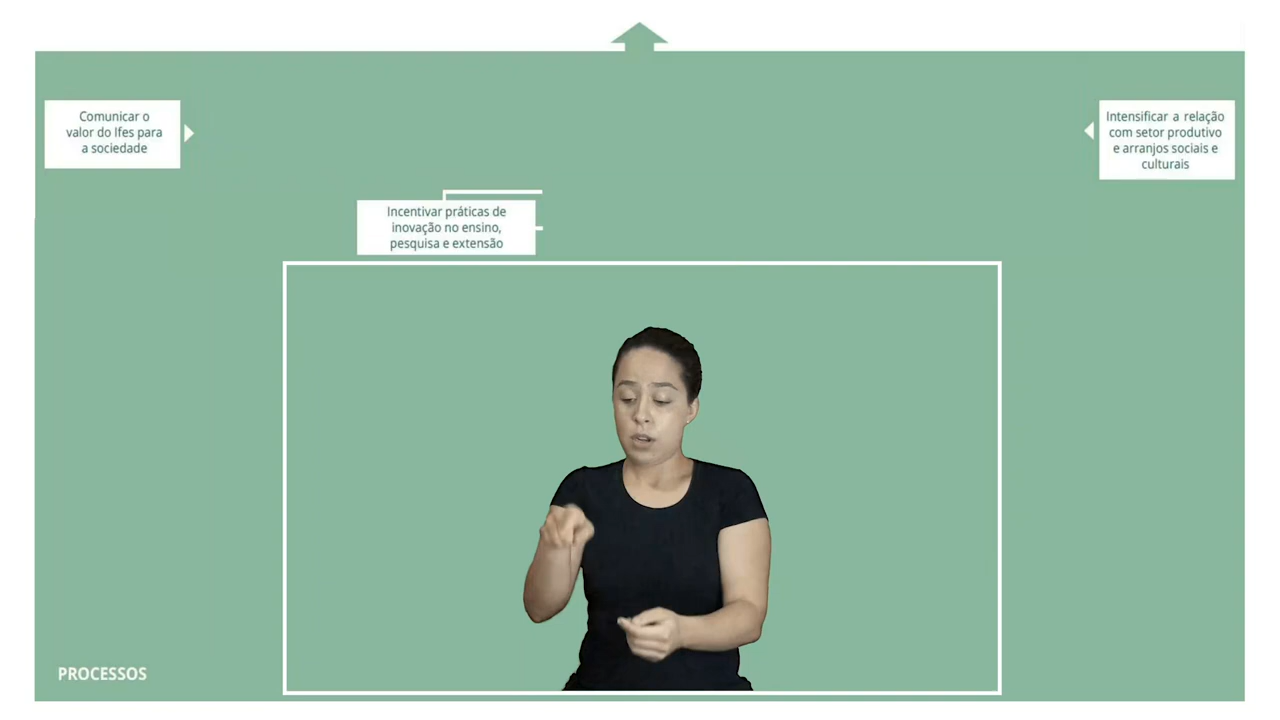 Comunicar o
valor do Ifes para
a sociedade
Intensificar a relação
com setor produtivo
e arranjos sociais e
culturais
Incentivar práticas de
inovação no ensino,
pesquisa e extensão
PROCESSOS